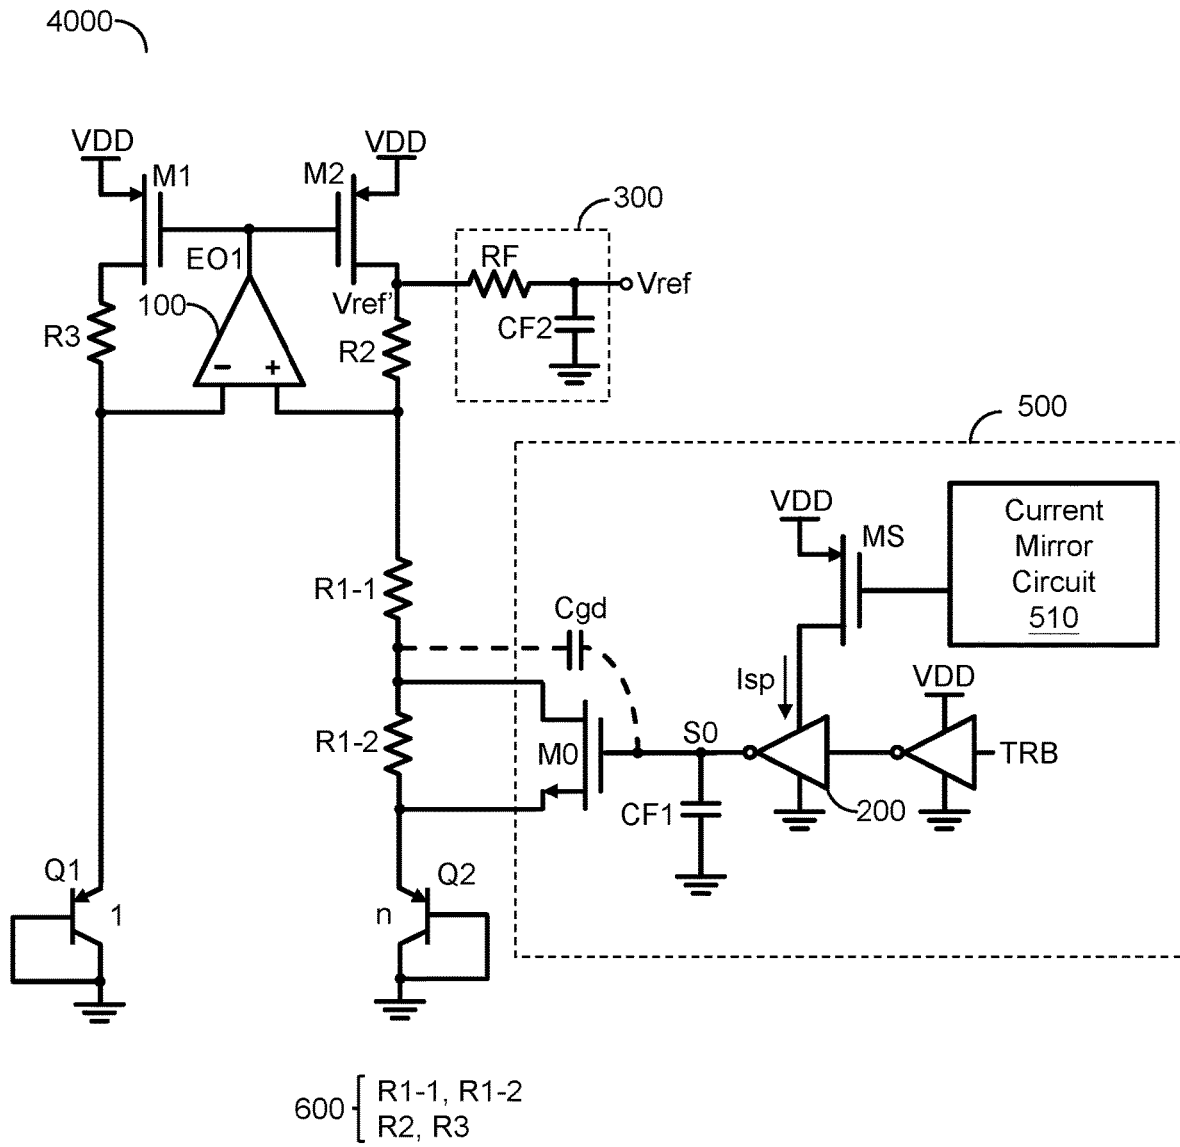 4000
VDD
VDD
M1
M2
300
EO1
RF
Vref
Vref'
100
CF2
R3
R2
- +
500
VDD
MS
Current
Mirror
Circuit
510
R1-1
Cgd
Isp
VDD
R1-2
M0
S0
TRB
CF1
200
Q1
Q2
1
n
600
R1-1, R1-2
R2, R3